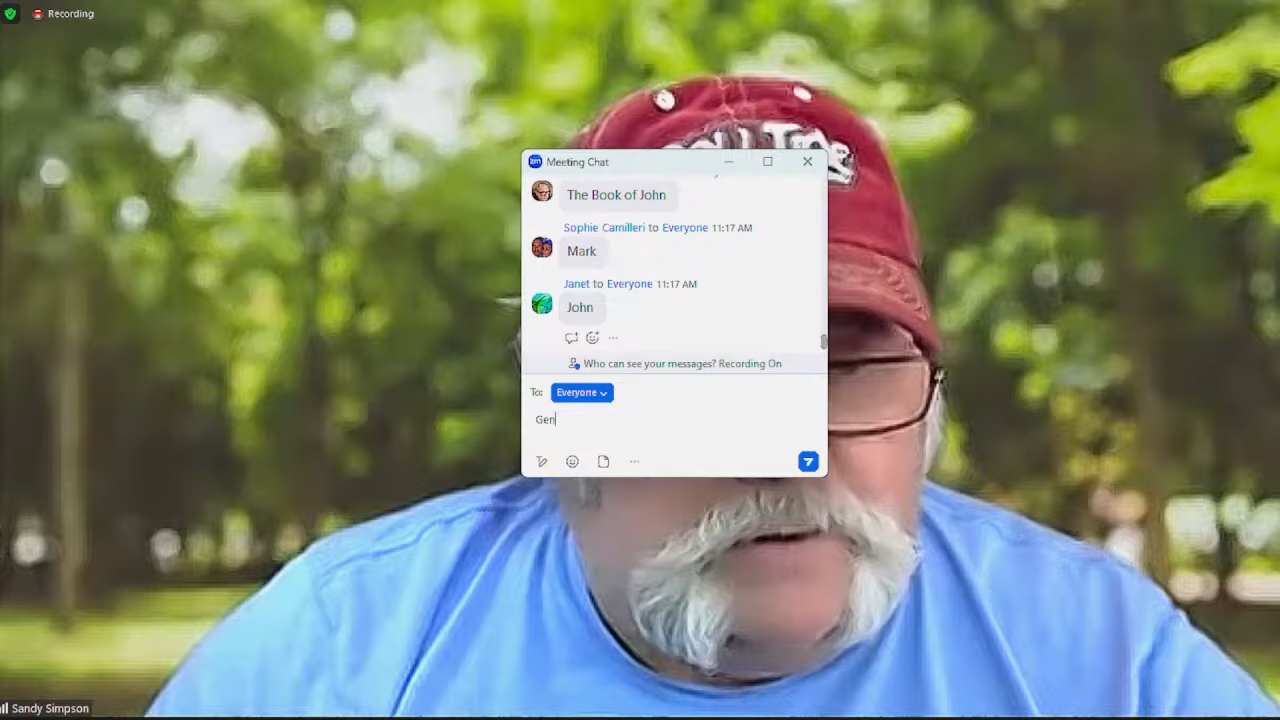 Recording
Meeting Chat
The Book of John
Sophie Camilleri to Everyone 11:17 AM
Mark
Janet to Everyone 11:17 AM
John
Who can see your messages? Recording On
To: Everyone
Gen
Sandy Simpson